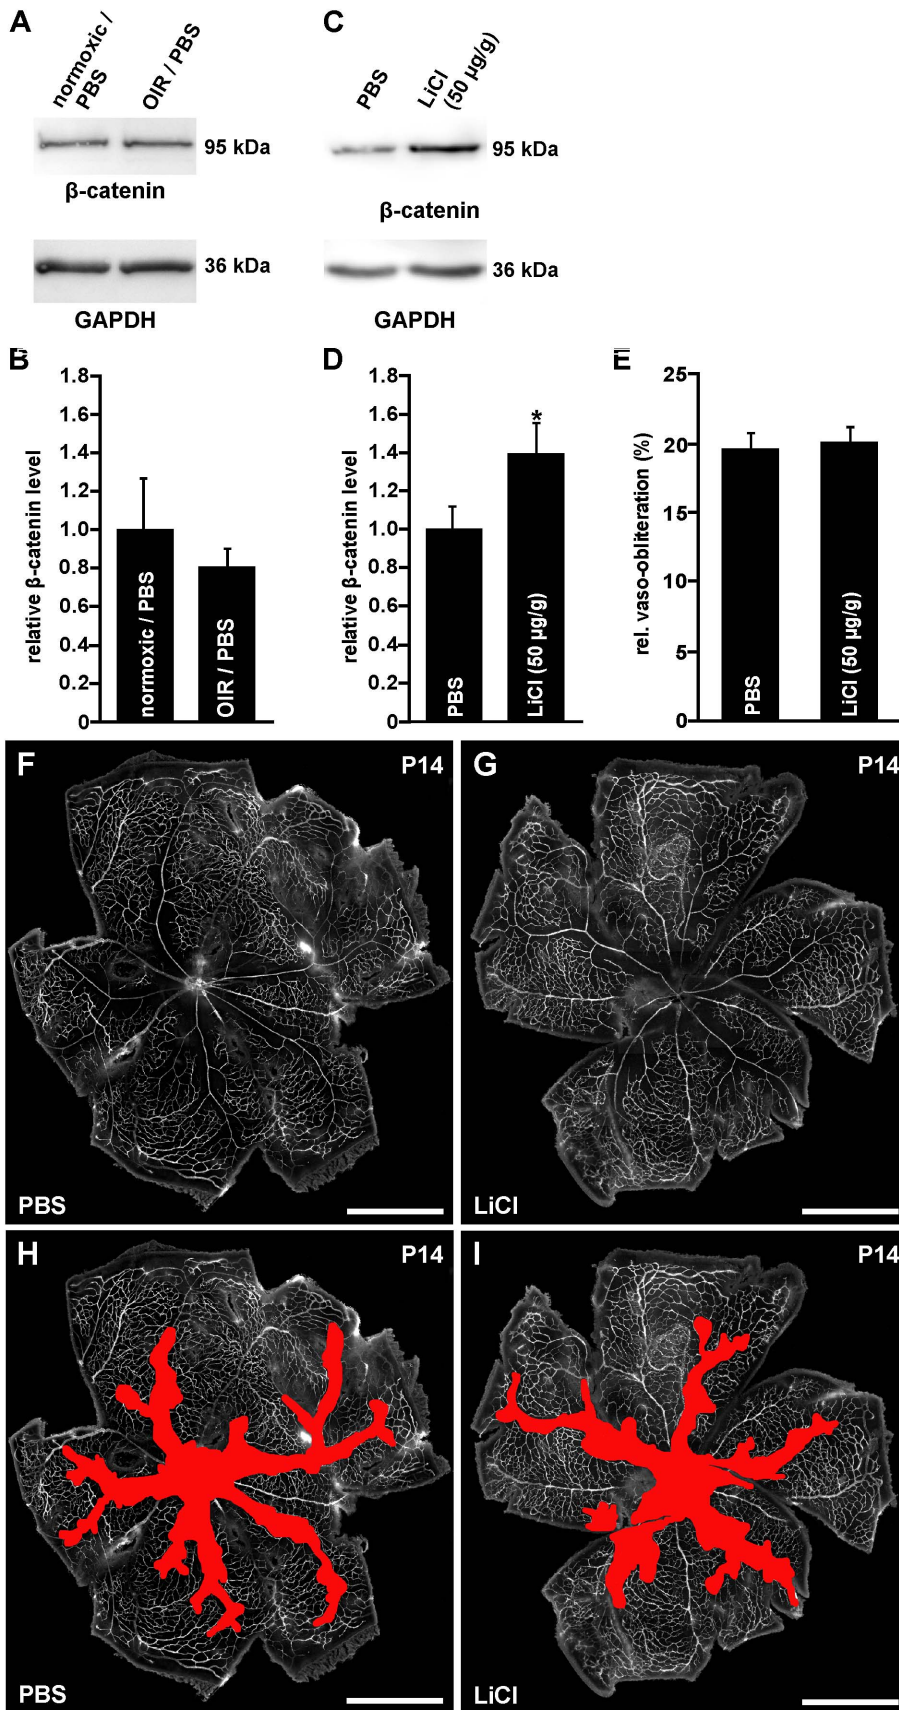 A
normoxic /
PBS
OIR / PBS
95 kDa
β-catenin
36 kDa
GAPDH
C
PBS
LiCl
(50 µg/g)
95 kDa
β-catenin
36 kDa
GAPDH
B
relative β-catenin level
1.8
1.6
1.4
1.2
1.0
0.8
0.6
0.4
0.2
0
normoxic / PBS
OIR / PBS
D
relative β-catenin level
1.8
1.6
1.4
1.2
1.0
0.8
0.6
0.4
0.2
0
*
PBS
LiCl (50 µg/g)
E
rel. vaso-obliteration (%)
25
20
15
10
5
0
PBS
LiCl (50 µg/g)
F
P14
PBS
G
P14
LiCl
H
P14
PBS
I
P14
LiCl